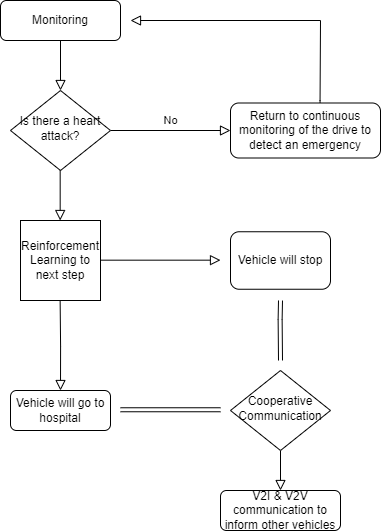 Monitoring
Is there a heart
attack?
No
Return to continuous
monitoring of the drive to
detect an emergency
Reinforcement
Learning to
next step
Vehicle will stop
Vehicle will go to
hospital
Cooperative
Communication
V2I & V2V
communication to
inform other vehicles